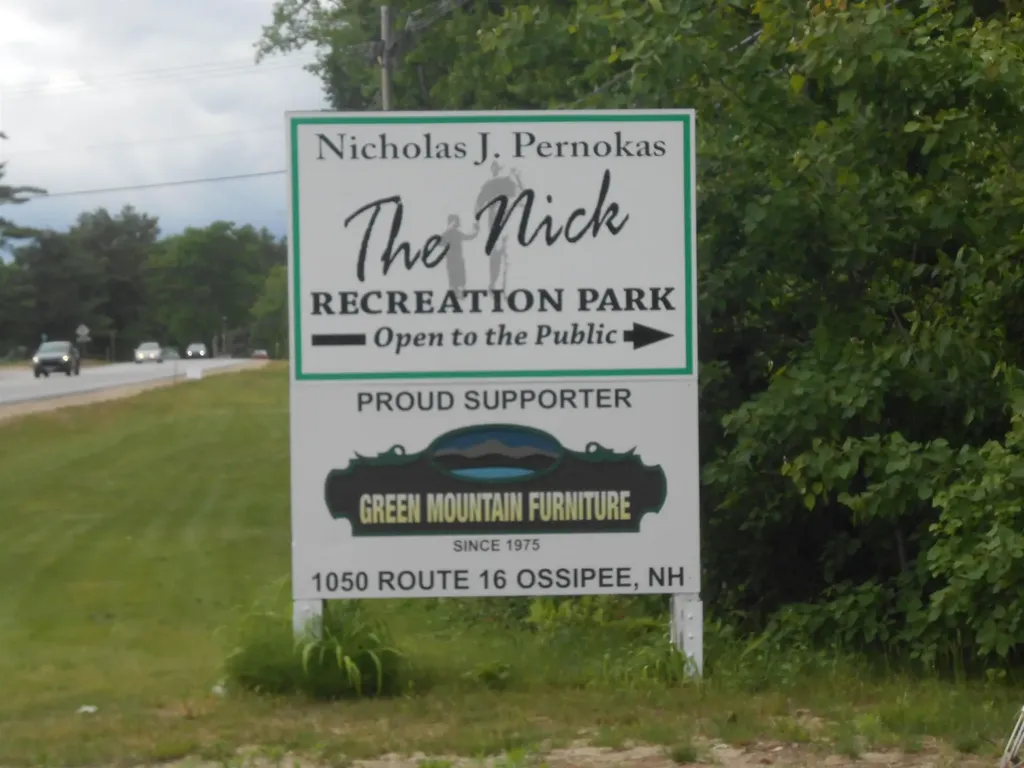 Nicholas J. Pernokas
The Nick
RECREATION PARK
Open to the Public
PROUD SUPPORTER
GREEN MOUNTAIN FURNITURE
SINCE 1975
1050 ROUTE 16 OSSIPEE, NH